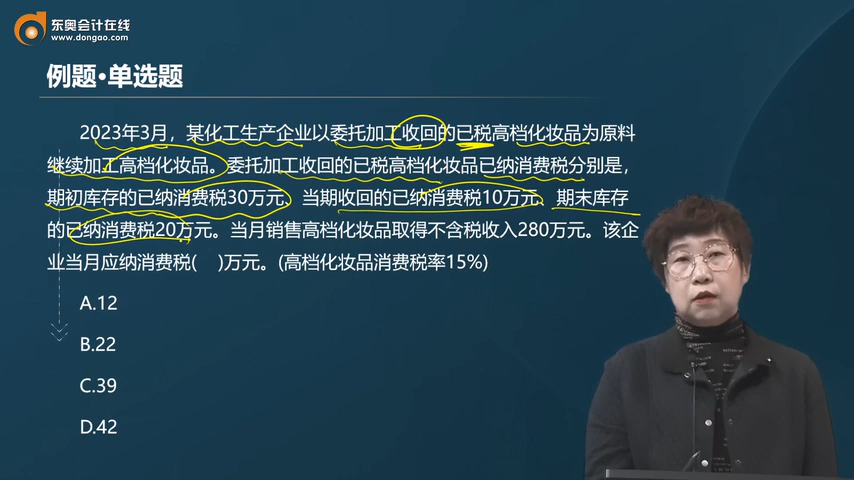 东奥会计在线
www.dongao.com
例题•单选题
2023年3月，某化工生产企业以委托加工收回的已税高档化妆品为原料
继续加工高档化妆品。委托加工收回的已税高档化妆品已纳消费税分别是，
期初库存的已纳消费税30万元、当期收回的已纳消费税10万元、期末库存
的已纳消费税20万元。当月销售高档化妆品取得不含税收入280万元。该企
业当月应纳消费税(　)万元。(高档化妆品消费税率15%)
A.12
B.22
C.39
D.42